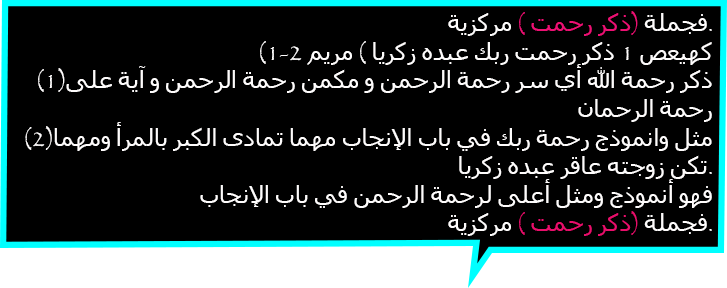 .فجملة (ذكر رحمت ) مركزية
كهيعص 1 ذكر رحمت ربك عبده زكريا ) مريم 2-1)
ذكر رحمة الله أي سر رحمة الرحمن و مكمن رحمة الرحمن و آية على(1)
رحمة الرحمان
مثل وانموذج رحمة ربك في باب الإنجاب مهما تمادى الكبر بالمرأ ومهما(2)
.تكن زوجته عاقر عبده زكريا
فهو أنموذج ومثل أعلى لرحمة الرحمن في باب الإنجاب
.فجملة (ذكر رحمت ) مركزية